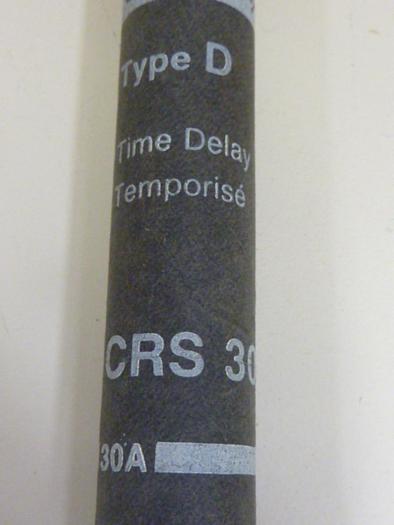 Type D
Time Delay
Temporisé
CRS 30
30A